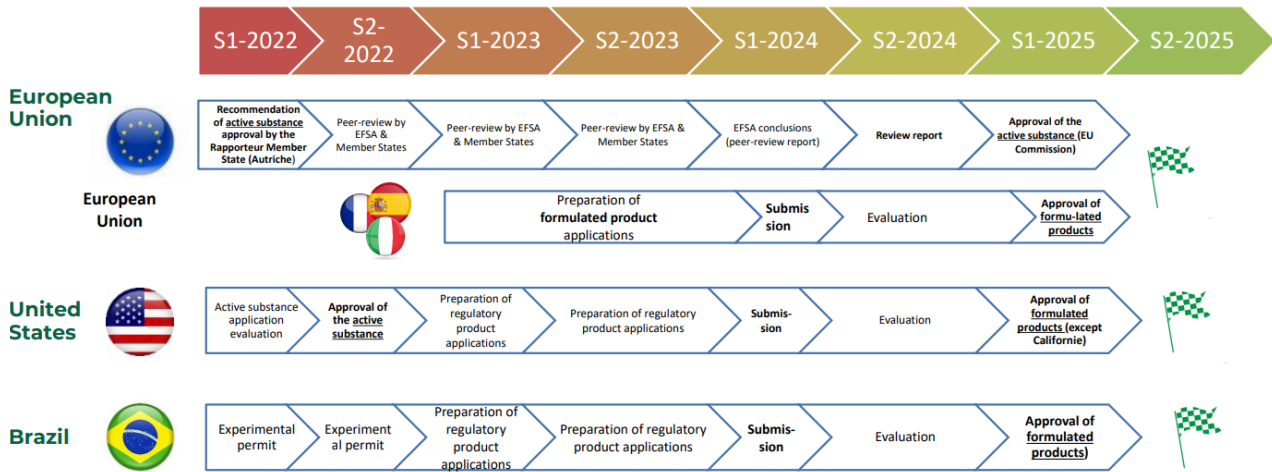 S1-2022
S2-
2022
S1-2023
S2-2023
S1-2024
S2-2024
S1-2025
S2-2025
European
Union
Recommendation
of active substance
approval by the
Rapporteur Member
State (Autriche)
Peer-review by
EFSA &
Member States
Peer-review by EFSA
& Member States
Peer-review by EFSA &
Member States
EFSA conclusions
(peer-review report)
Review report
Approval of the
active substance (EU
Commission)
European
Union
Preparation of
formulated product
applications
Submis
sion
Evaluation
Approval of
formu-lated
products
United
States
Active substance
application
evaluation
Approval of
the active
substance
Preparation of
regulatory
product
applications
Preparation of regulatory
product applications
Submis-
sion
Evaluation
Approval of
formulated
products (except
Californie)
Brazil
Experimental
permit
Experiment
al permit
Preparation of
regulatory
product
applications
Preparation of regulatory
product applications
Submis-
sion
Evaluation
Approval of
formulated
products)